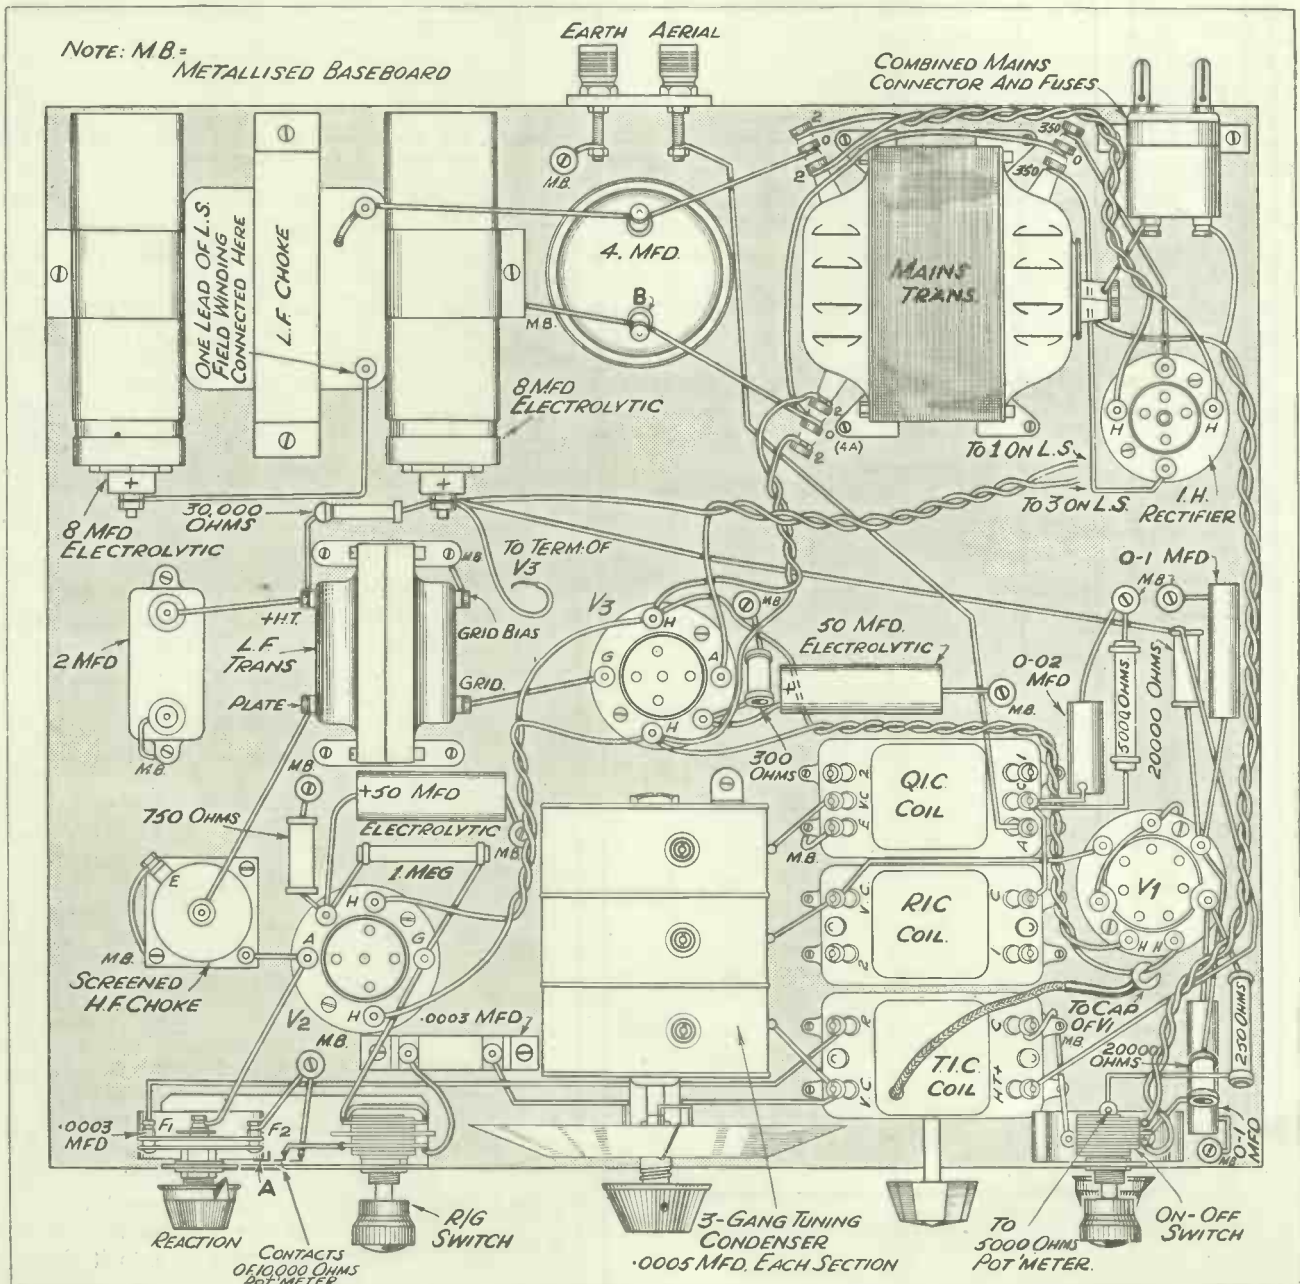 NOTE: M.B. =
METALLISED BASEBOARD
EARTH AERIAL
COMBINED MAINS
CONNECTOR AND FUSES
2
0
2
350
0
350
M.B.
ONE LEAD OF L.S.
FIELD WINDING
CONNECTED HERE
L.F. CHOKE
4. MFD.
B
M.B.
MAINS
TRANS.
8 MFD
ELECTROLYTIC
2
0
(4A)
2
H
H
TO 1 ON L.S.
TO 3 ON L.S.
I.H.
RECTIFIER
+
+
8 MFD
ELECTROLYTIC
30,000
OHMS
TO TERM: OF
V3
M.B.
+H.T.
GRID BIAS
2 MFD
L.F.
TRANS
PLATE
GRID.
M.B.
V3
H
G
A
H
M.B.
50 MFD.
ELECTROLYTIC
+
M.B.
300
OHMS
0-1 MFD
M.B.
0-02
MFD
5000 OHMS
20000 OHMS
M.B.
750 OHMS
+50 MFD
ELECTROLYTIC
M.B.
1. MEG
2
V.C
E
Q.I.C.
COIL
1
C
A
M.B.
E
M.B.
SCREENED
H.F. CHOKE
H
A
G
H
V2
V.C.
2
R.I.C
COIL.
C
1
V1
H H
TO CAP
OF V1
M.B.
.0003 MFD
R
V.C
T.I.C.
COIL
C
HT+
M.B.
20000
OHMS
250 OHMS
.0003
MFD
F1
F2
A
M.B.
0-1
MFD
REACTION
CONTACTS
OF 10,000 OHMS
POT'METER
R/G
SWITCH
3-GANG TUNING
CONDENSER
.0005 MFD, EACH SECTION
TO
5000 OHMS
POT'METER.
ON-OFF
SWITCH